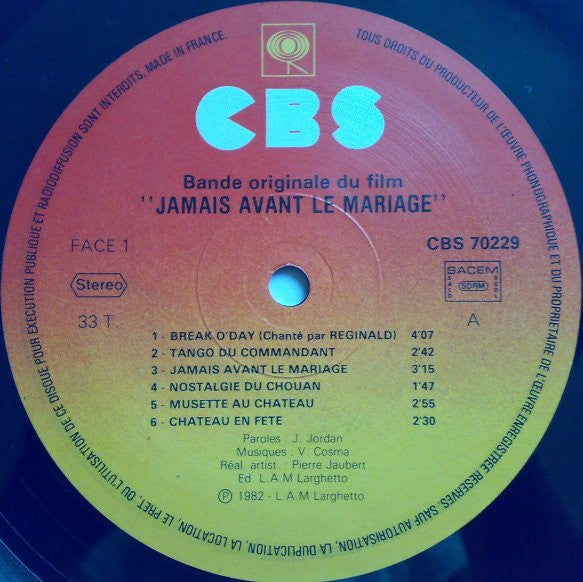 TOUS DROITS DU PRODUCTEUR DE L'ŒUVRE PHONOGRAPHIQUE ET DU PROPRIETAIRE DE L'ŒUVRE ENREGISTREE RESERVES. SAUF AUTORISATION, LA DUPLICATION, LA LOCATION, LE PRET, OU L'UTILISATION DE CE DISQUE POUR EXECUTION PUBLIQUE ET RADIODIFFUSION SONT INTERDITS. MADE IN FRANCE.
CBS
Bande originale du film
"JAMAIS AVANT LE MARIAGE"
FACE 1
CBS 70229
Stereo
SACEM
SDRM
33 T.
A
1 - BREAK O'DAY (Chanté par REGINALD) 4'07
2 - TANGO DU COMMANDANT 2'42
3 - JAMAIS AVANT LE MARIAGE 3'15
4 - NOSTALGIE DU CHOUAN 1'47
5 - MUSETTE AU CHATEAU 2'55
6 - CHATEAU EN FETE 2'30
Paroles : J. Jordan
Musiques : V. Cosma
Réal. artist. : Pierre Jaubert
Ed. L.A.M Larghetto
Ⓟ 1982 - L.A.M Larghetto